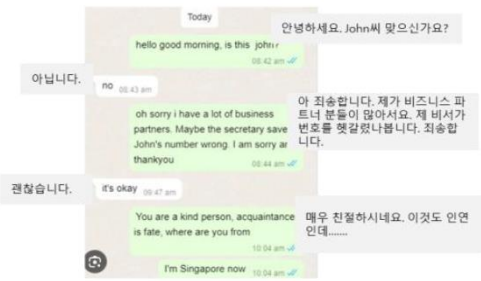 Today
hello good morning, is this john?
08:42 am
안녕하세요. John씨 맞으신가요?
아닙니다.
no
08:43 am
oh sorry i have a lot of business
partners. Maybe the secretary save
John's number wrong. I am sorry an
thankyou
08:44 am
아 죄송합니다. 제가 비즈니스 파
트너 분들이 많아서요. 제 비서가
번호를 헷갈렸나봅니다. 죄송합
니다.
괜찮습니다.
it's okay
09:47 am
You are a kind person, acquaintance
is fate, where are you from
10:04 am
매우 친절하시네요. 이것도 인연
인데.......
I'm Singapore now
10:04 am